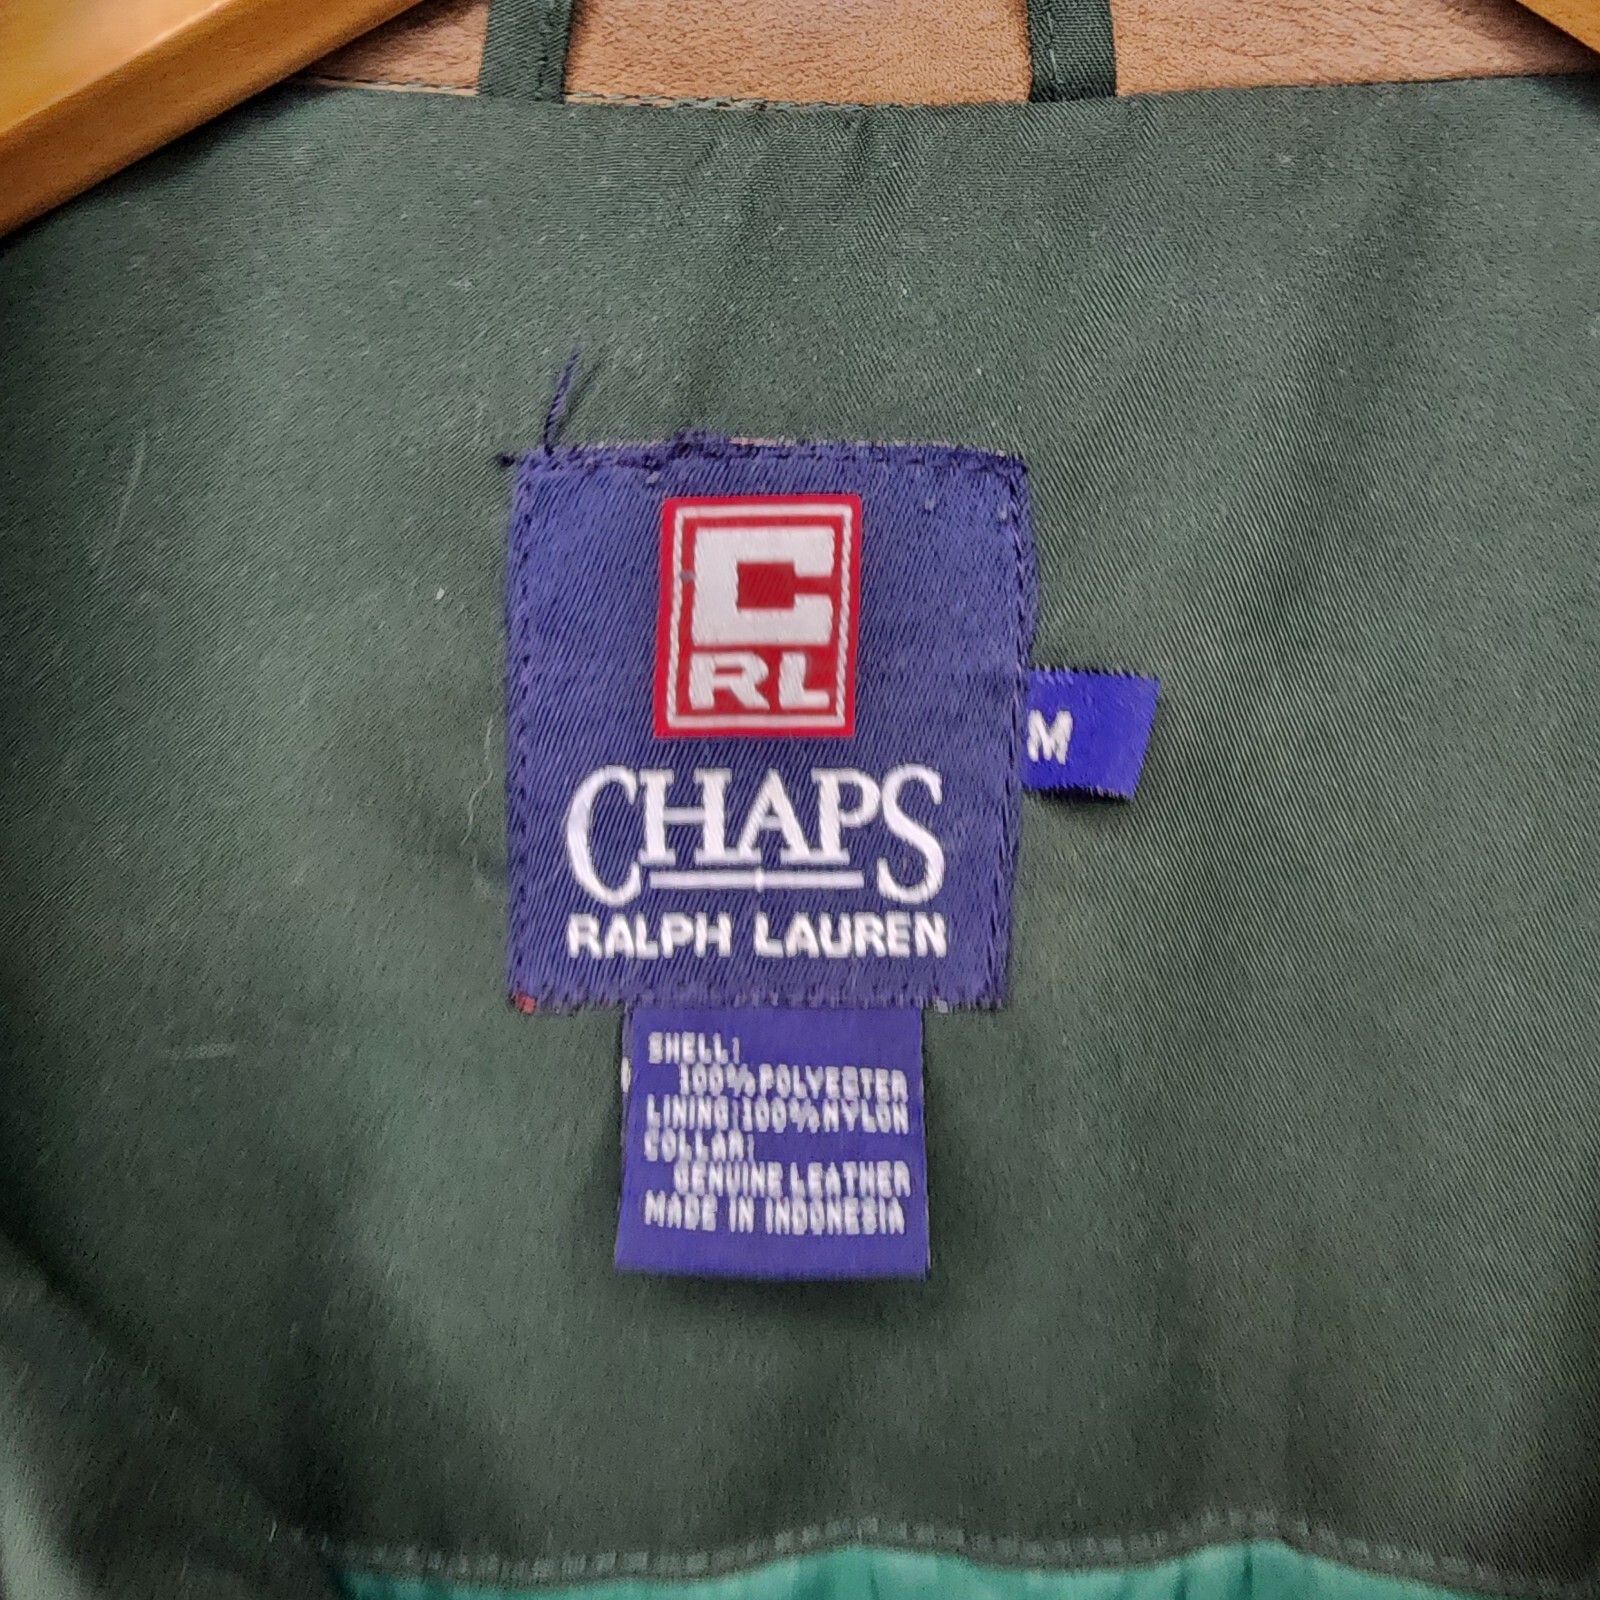 C
RL
CHAPS
RALPH LAUREN
M
SHELL:
100% POLYESTER
LINING:100% NYLON
COLLAR:
GENUINE LEATHER
MADE IN INDONESIA